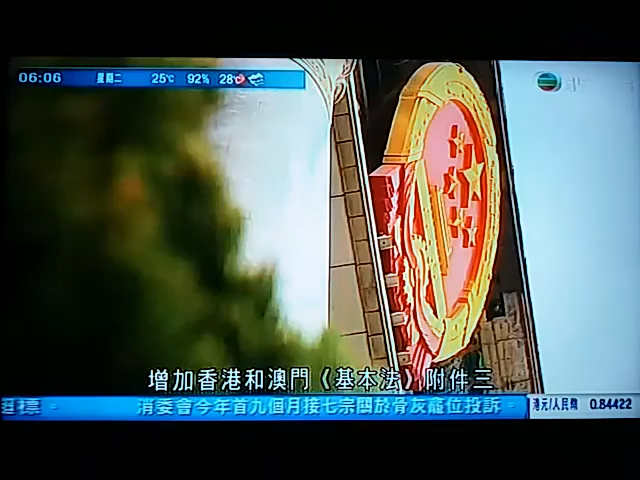 06:06 星期二 25℃ 92% 28℃
增加香港和澳門《基本法》附件三
消委會今年首九個月接七宗關於骨灰龕位投訴。
港元/人民幣 0.84422